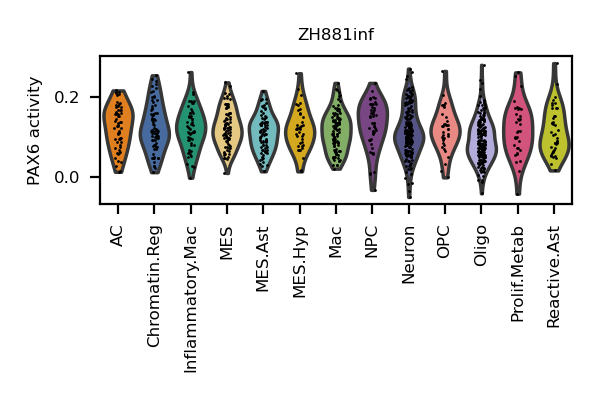 ZH881inf
PAX6 activity
0.2
0.0
AC
Chromatin.Reg
Inflammatory.Mac
MES
MES.Ast
MES.Hyp
Mac
NPC
Neuron
OPC
Oligo
Prolif.Metab
Reactive.Ast